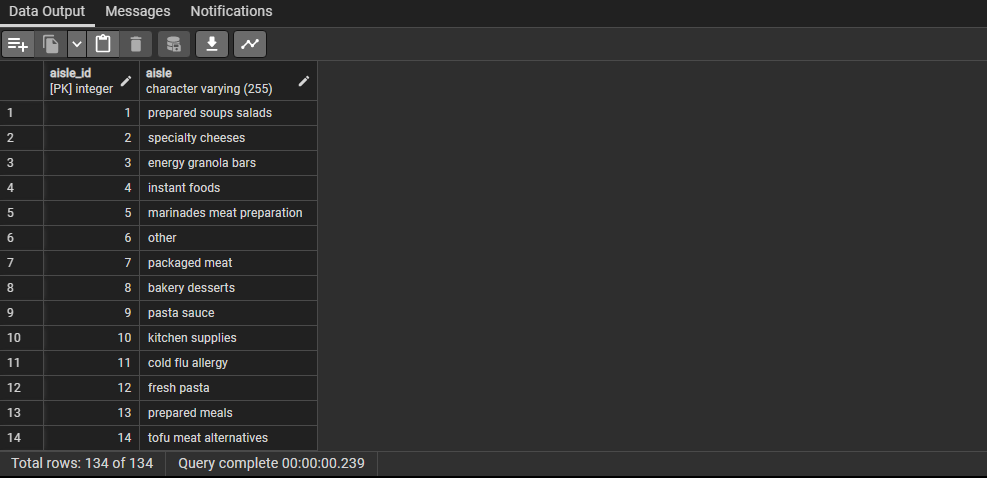 Data Output Messages Notifications
aisle_id aisle
[PK] integer character varying (255)
1 1 prepared soups salads
2 2 specialty cheeses
3 3 energy granola bars
4 4 instant foods
5 5 marinades meat preparation
6 6 other
7 7 packaged meat
8 8 bakery desserts
9 9 pasta sauce
10 10 kitchen supplies
11 11 cold flu allergy
12 12 fresh pasta
13 13 prepared meals
14 14 tofu meat alternatives
Total rows: 134 of 134 Query complete 00:00:00.239